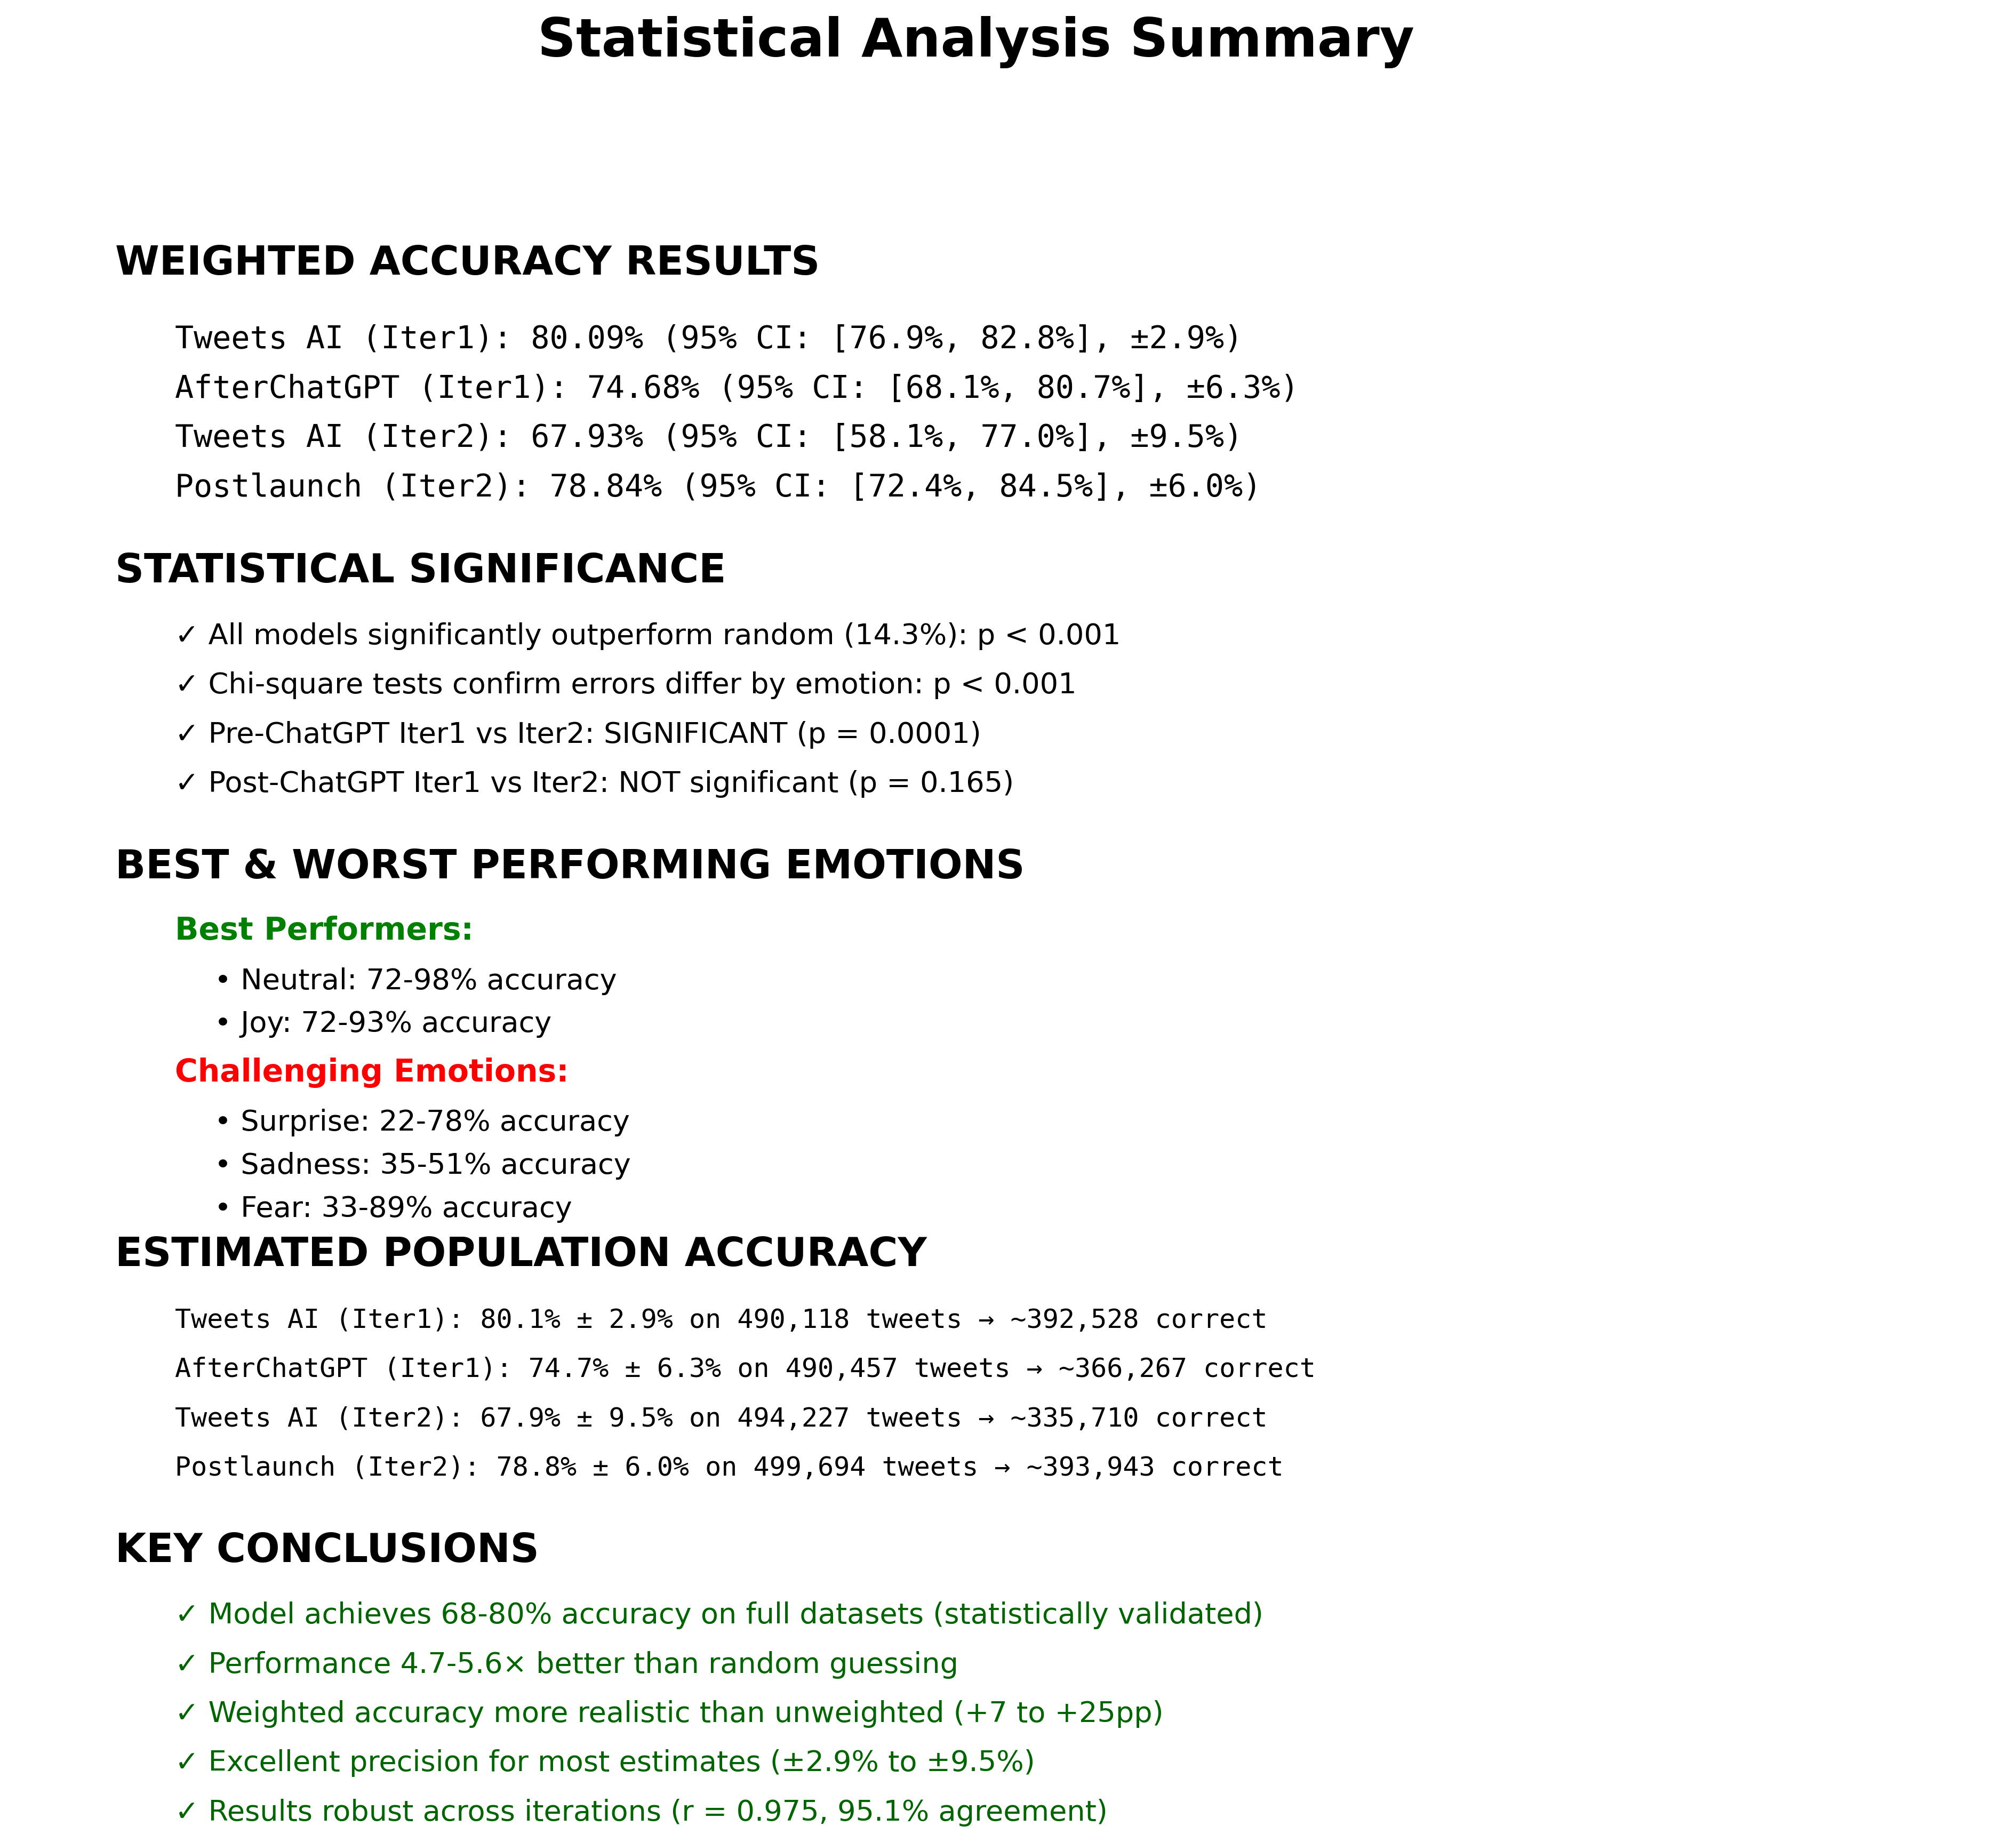 Statistical Analysis Summary
WEIGHTED ACCURACY RESULTS
Tweets AI (Iter1): 80.09% (95% CI: [76.9%, 82.8%], ±2.9%)
AfterChatGPT (Iter1): 74.68% (95% CI: [68.1%, 80.7%], ±6.3%)
Tweets AI (Iter2): 67.93% (95% CI: [58.1%, 77.0%], ±9.5%)
Postlaunch (Iter2): 78.84% (95% CI: [72.4%, 84.5%], ±6.0%)
STATISTICAL SIGNIFICANCE
✓ All models significantly outperform random (14.3%): p < 0.001
✓ Chi-square tests confirm errors differ by emotion: p < 0.001
✓ Pre-ChatGPT Iter1 vs Iter2: SIGNIFICANT (p = 0.0001)
✓ Post-ChatGPT Iter1 vs Iter2: NOT significant (p = 0.165)
BEST & WORST PERFORMING EMOTIONS
Best Performers:
• Neutral: 72-98% accuracy
• Joy: 72-93% accuracy
Challenging Emotions:
• Surprise: 22-78% accuracy
• Sadness: 35-51% accuracy
• Fear: 33-89% accuracy
ESTIMATED POPULATION ACCURACY
Tweets AI (Iter1): 80.1% ± 2.9% on 490,118 tweets → ~392,528 correct
AfterChatGPT (Iter1): 74.7% ± 6.3% on 490,457 tweets → ~366,267 correct
Tweets AI (Iter2): 67.9% ± 9.5% on 494,227 tweets → ~335,710 correct
Postlaunch (Iter2): 78.8% ± 6.0% on 499,694 tweets → ~393,943 correct
KEY CONCLUSIONS
✓ Model achieves 68-80% accuracy on full datasets (statistically validated)
✓ Performance 4.7-5.6× better than random guessing
✓ Weighted accuracy more realistic than unweighted (+7 to +25pp)
✓ Excellent precision for most estimates (±2.9% to ±9.5%)
✓ Results robust across iterations (r = 0.975, 95.1% agreement)